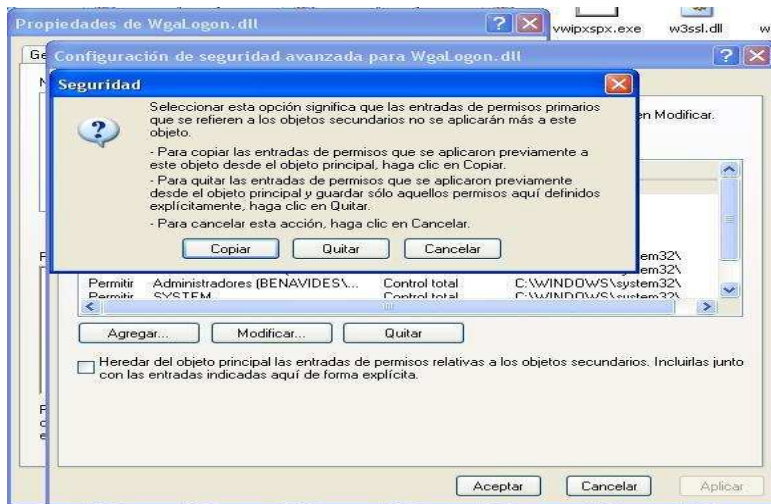 Propiedades de WgaLogon.dll
vwipxspx.exe
w3ssl.dll
w
Ge
Configuración de seguridad avanzada para WgaLogon.dll
Seguridad
Seleccionar esta opción significa que las entradas de permisos primarios
que se refieren a los objetos secundarios no se aplicarán más a este
objeto.
- Para copiar las entradas de permisos que se aplicaron previamente a
este objeto desde el objeto principal, haga clic en Copiar.
- Para quitar las entradas de permisos que se aplicaron previamente
desde el objeto principal y guardar sólo aquellos permisos aquí definidos
explícitamente, haga clic en Quitar.
- Para cancelar esta acción, haga clic en Cancelar.
Copiar Quitar Cancelar
en Modificar.
em32\
Permitir Administradores (BENAVIDES\... Control total C:\WINDOWS\system32\
Permitir SYSTEM Control total C:\WINDOWS\system32\
Agregar... Modificar... Quitar
Heredar del objeto principal las entradas de permisos relativas a los objetos secundarios. Incluirlas junto
con las entradas indicadas aquí de forma explícita.
Aceptar Cancelar Aplicar